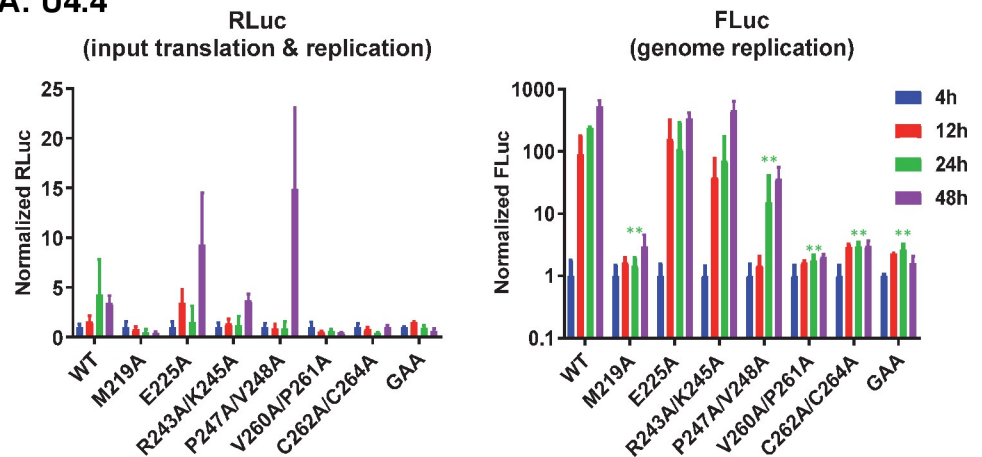 A. U4.4
RLuc
(input translation & replication)
Normalized RLuc
25
20
15
10
5
0
WT
M219A
E225A
R243A/K245A
P247A/V248A
V260A/P261A
C262A/C264A
GAA
FLuc
(genome replication)
Normalized FLuc
1000
100
10
1
0.1
**
**
**
**
**
WT
M219A
E225A
R243A/K245A
P247A/V248A
V260A/P261A
C262A/C264A
GAA
4h
12h
24h
48h